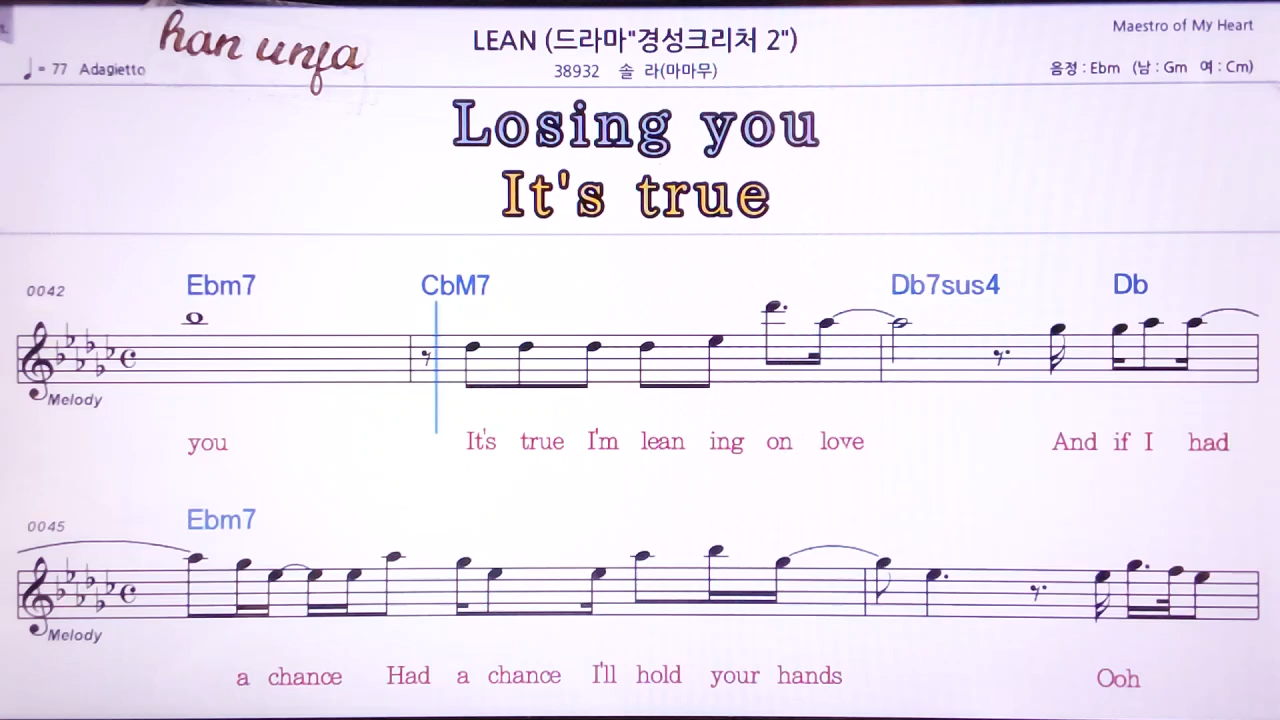 han unfa
LEAN (드라마"경성크리처 2")
Maestro of My Heart
= 77 Adagietto
38932 솔 라(마마무)
음정 : Ebm (남 : Gm 여 : Cm)
Losing you
It's true
0042 Ebm7 CbM7 Db7sus4 Db
Melody
you It's true I'm lean ing on love And if I had
0045 Ebm7
Melody
a chance Had a chance I'll hold your hands Ooh